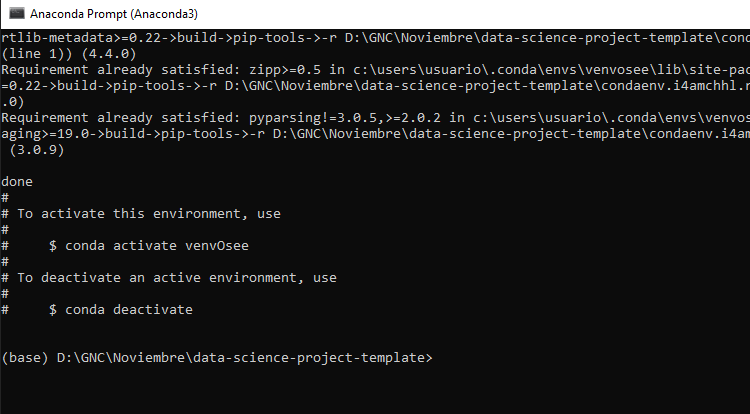 Anaconda Prompt (Anaconda3)
rtlib-metadata>=0.22->build->pip-tools->-r D:\GNC\Noviembre\data-science-project-template\cond
(line 1)) (4.4.0)
Requirement already satisfied: zipp>=0.5 in c:\users\usuario\.conda\envs\venvosee\lib\site-pac
=0.22->build->pip-tools->-r D:\GNC\Noviembre\data-science-project-template\condaenv.i4amchhl.r
.0)
Requirement already satisfied: pyparsing!=3.0.5,>=2.0.2 in c:\users\usuario\.conda\envs\venvos
aging>=19.0->build->pip-tools->-r D:\GNC\Noviembre\data-science-project-template\condaenv.i4am
(3.0.9)
done
#
# To activate this environment, use
#
#     $ conda activate venvOsee
#
# To deactivate an active environment, use
#
#     $ conda deactivate
(base) D:\GNC\Noviembre\data-science-project-template>